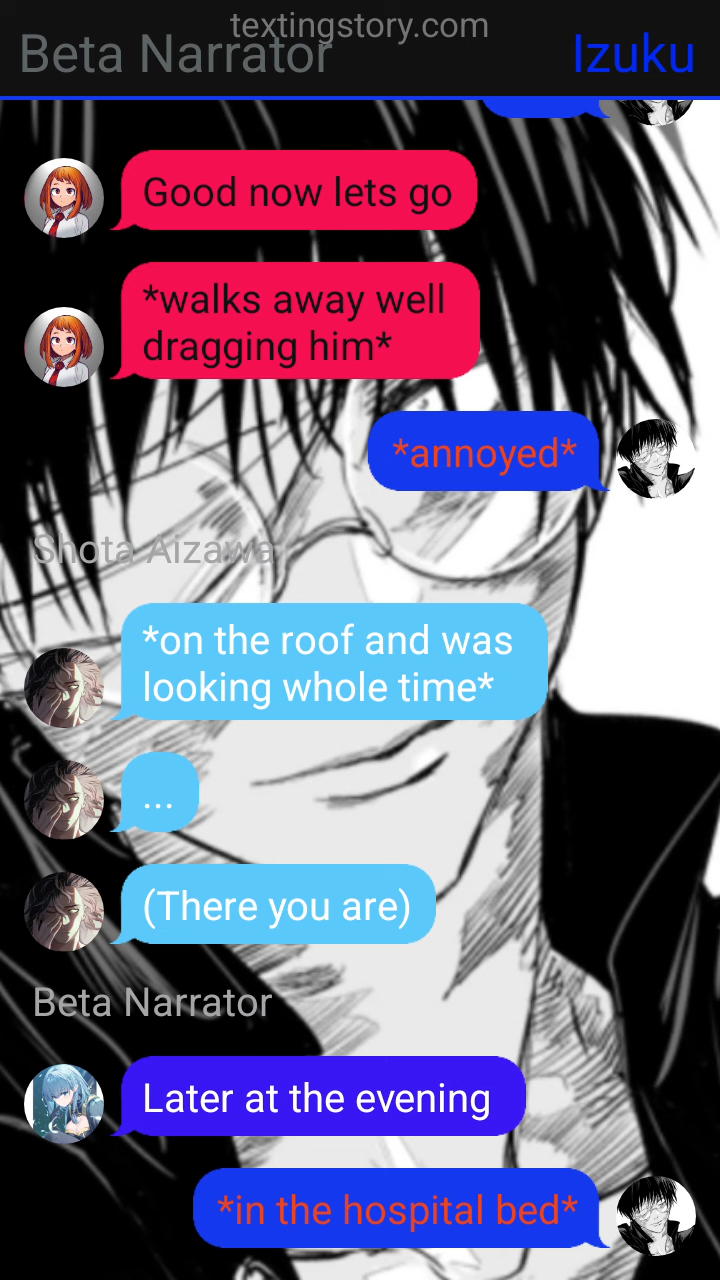 textingstory.com
Beta Narrator
Izuku
Good now lets go
*walks away well
dragging him*
*annoyed*
Shota Aizawa
*on the roof and was
looking whole time*
...
(There you are)
Beta Narrator
Later at the evening
*in the hospital bed*